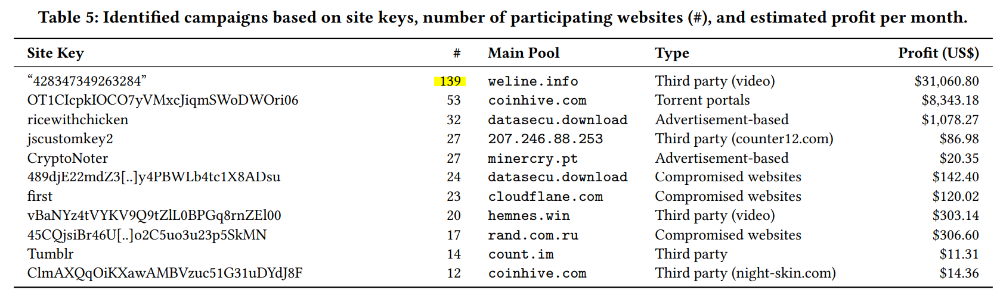 Table 5: Identified campaigns based on site keys, number of participating websites (#), and estimated profit per month.
Site Key # Main Pool Type Profit (US$)
“428347349263284” 139 weline.info Third party (video) $31,060.80
OT1CIcpkIOCO7yVMxcJiqmSWoDWOri06 53 coinhive.com Torrent portals $8,343.18
ricewithchicken 32 datasecu.download Advertisement-based $1,078.27
jscustomkey2 27 207.246.88.253 Third party (counter12.com) $86.98
CryptoNoter 27 minercry.pt Advertisement-based $20.35
489djE22mdZ3[..]y4PBWLb4tc1X8ADsu 24 datasecu.download Compromised websites $142.40
first 23 cloudflane.com Compromised websites $120.02
vBaNYz4tVYKV9Q9tZlL0BPGq8rnZEl00 20 hemnes.win Third party (video) $303.14
45CQjsiBr46U[..]o2C5uo3u23p5SkMN 17 rand.com.ru Compromised websites $306.60
Tumblr 14 count.im Third party $11.31
ClmAXQqOiKXawAMBVzuc51G31uDYdJ8F 12 coinhive.com Third party (night-skin.com) $14.36